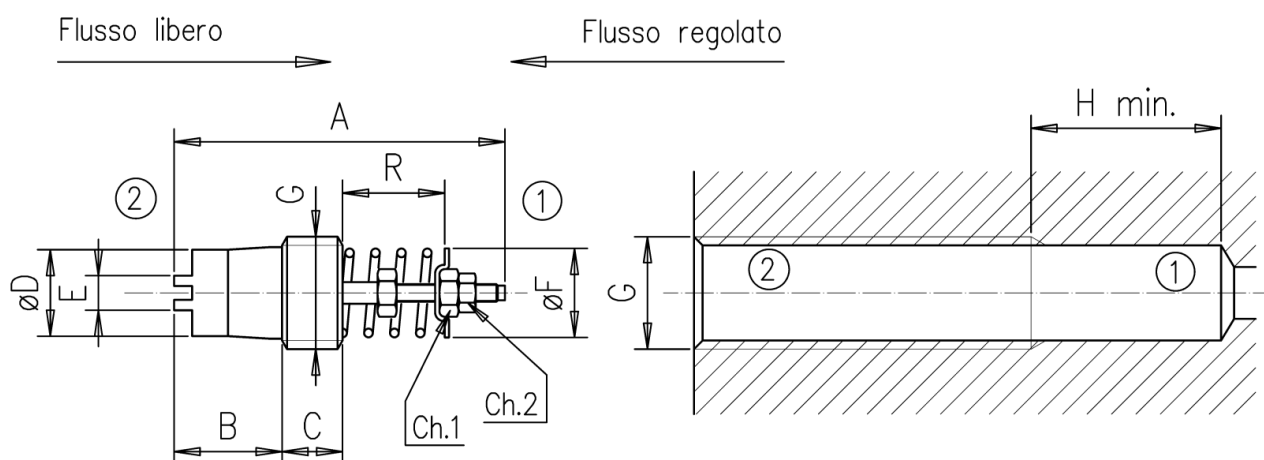 Flusso libero
Flusso regolato
A
H min.
R
2
G
1
øD
E
øF
G
2
1
B
C
Ch.1
Ch.2